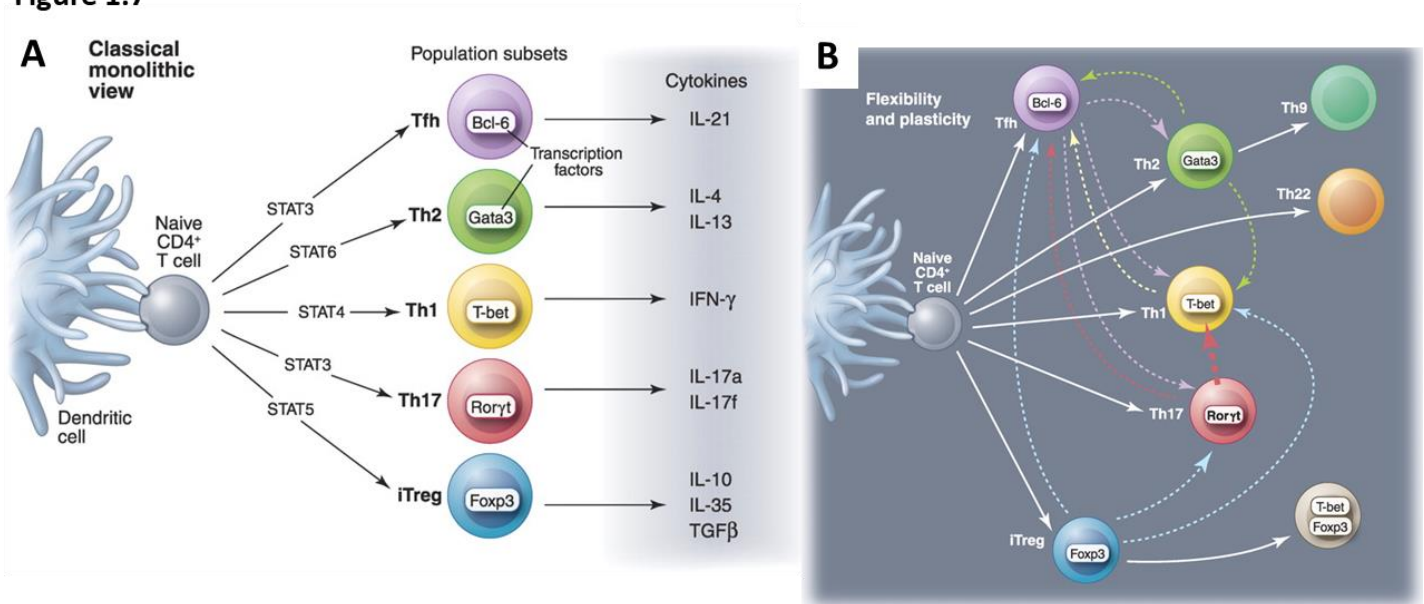 Figure 1.7
A
Classical
monolithic
view
Population subsets
Cytokines
Naive
CD4+
T cell
Dendritic
cell
STAT3
STAT6
STAT4
STAT3
STAT5
Tfh
Bcl-6
IL-21
Transcription
factors
Th2
Gata3
IL-4
IL-13
Th1
T-bet
IFN-γ
Th17
Rorγt
IL-17a
IL-17f
iTreg
Foxp3
IL-10
IL-35
TGFβ
B
Flexibility
and plasticity
Naive
CD4+
T cell
Tfh
Bcl-6
Th2
Gata3
Th9
Th22
Th1
T-bet
Th17
Rorγt
iTreg
Foxp3
T-bet
Foxp3